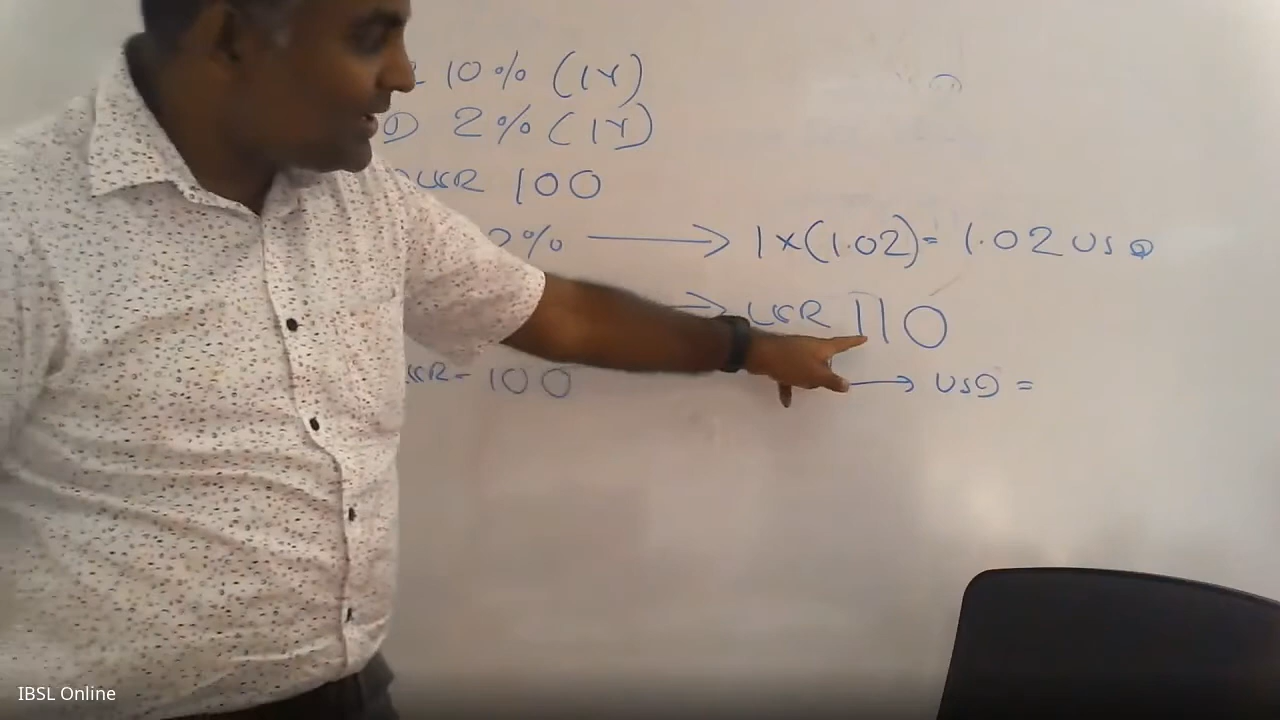 10% (1Y)
2% (1Y)
LKR 100
2% → 1×(1.02) = 1.02 USD
→ LKR 110
LKR - 100 → USD =
IBSL Online